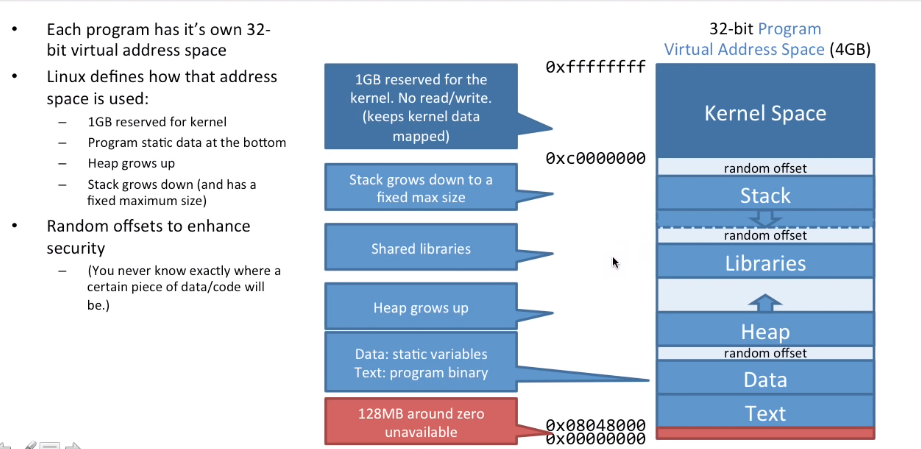 • Each program has it's own 32-
bit virtual address space
• Linux defines how that address
space is used:
– 1GB reserved for kernel
– Program static data at the bottom
– Heap grows up
– Stack grows down (and has a
fixed maximum size)
• Random offsets to enhance
security
– (You never know exactly where a
certain piece of data/code will
be.)
1GB reserved for the
kernel. No read/write.
(keeps kernel data
mapped)
Stack grows down to a
fixed max size
Shared libraries
Heap grows up
Data: static variables
Text: program binary
128MB around zero
unavailable
32-bit Program
Virtual Address Space (4GB)
0xffffffff
Kernel Space
0xc0000000
random offset
Stack
random offset
Libraries
Heap
random offset
Data
Text
0x08048000
0x00000000